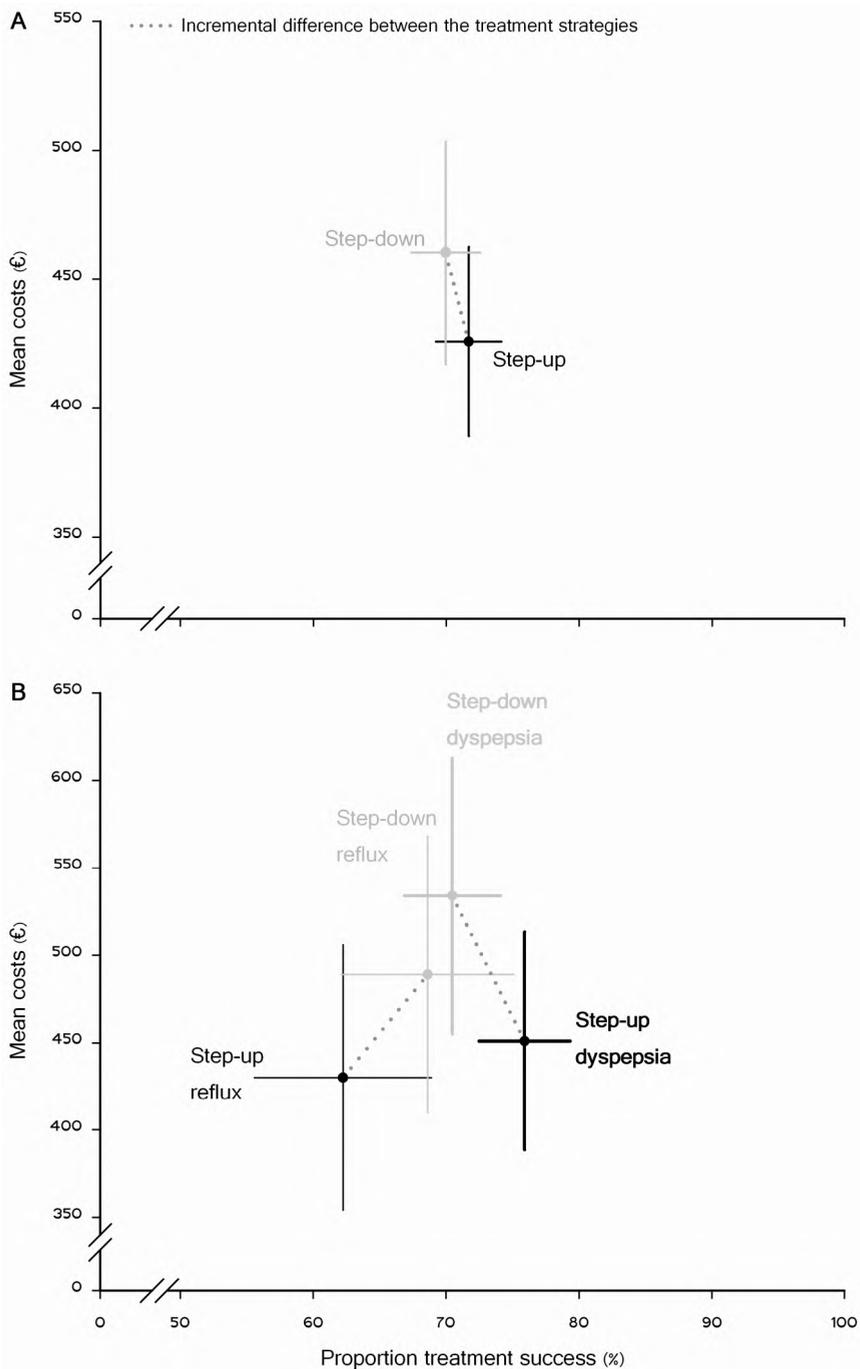 A
Incremental difference between the treatment strategies
550
500
450
400
350
0
Mean costs (€)
Step-down
Step-up
B
650
600
550
500
450
400
350
0
Mean costs (€)
Step-down
dyspepsia
Step-down
reflux
Step-up
dyspepsia
Step-up
reflux
0 50 60 70 80 90 100
Proportion treatment success (%)